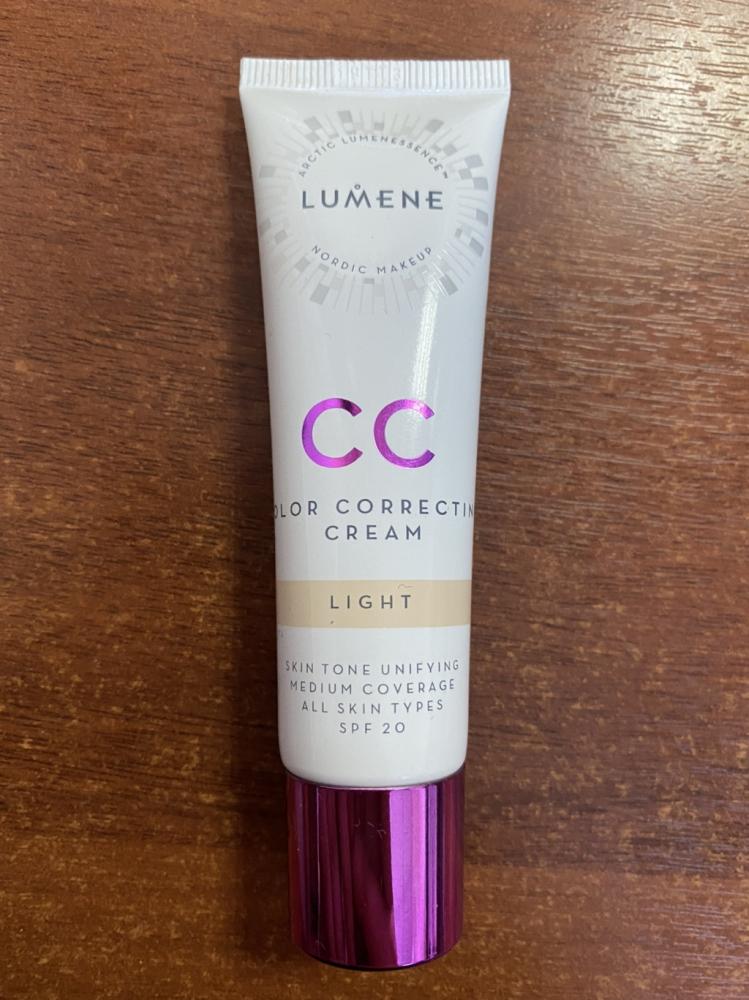 ARCTIC LUMENESSENCE™
LUMENE
NORDIC MAKEUP
CC
OLOR CORRECTIN
CREAM
LIGHT
SKIN TONE UNIFYING
MEDIUM COVERAGE
ALL SKIN TYPES
SPF 20